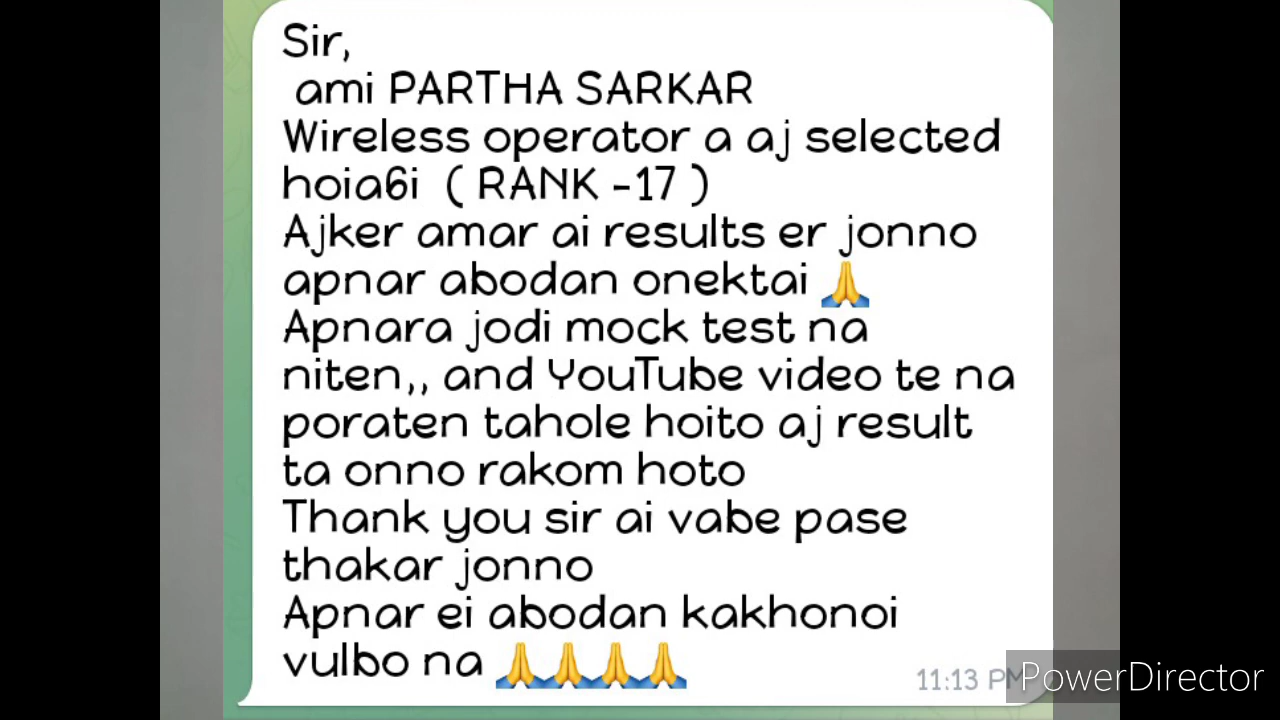 Sir,
ami PARTHA SARKAR
Wireless operator a aj selected
hoia6i ( RANK -17 )
Ajker amar ai results er jonno
apnar abodan onektai 🙏
Apnara jodi mock test na
niten,, and YouTube video te na
poraten tahole hoito aj result
ta onno rakom hoto
Thank you sir ai vabe pase
thakar jonno
Apnar ei abodan kakhonoi
vulbo na 🙏🙏🙏🙏
11:13 PM
PowerDirector